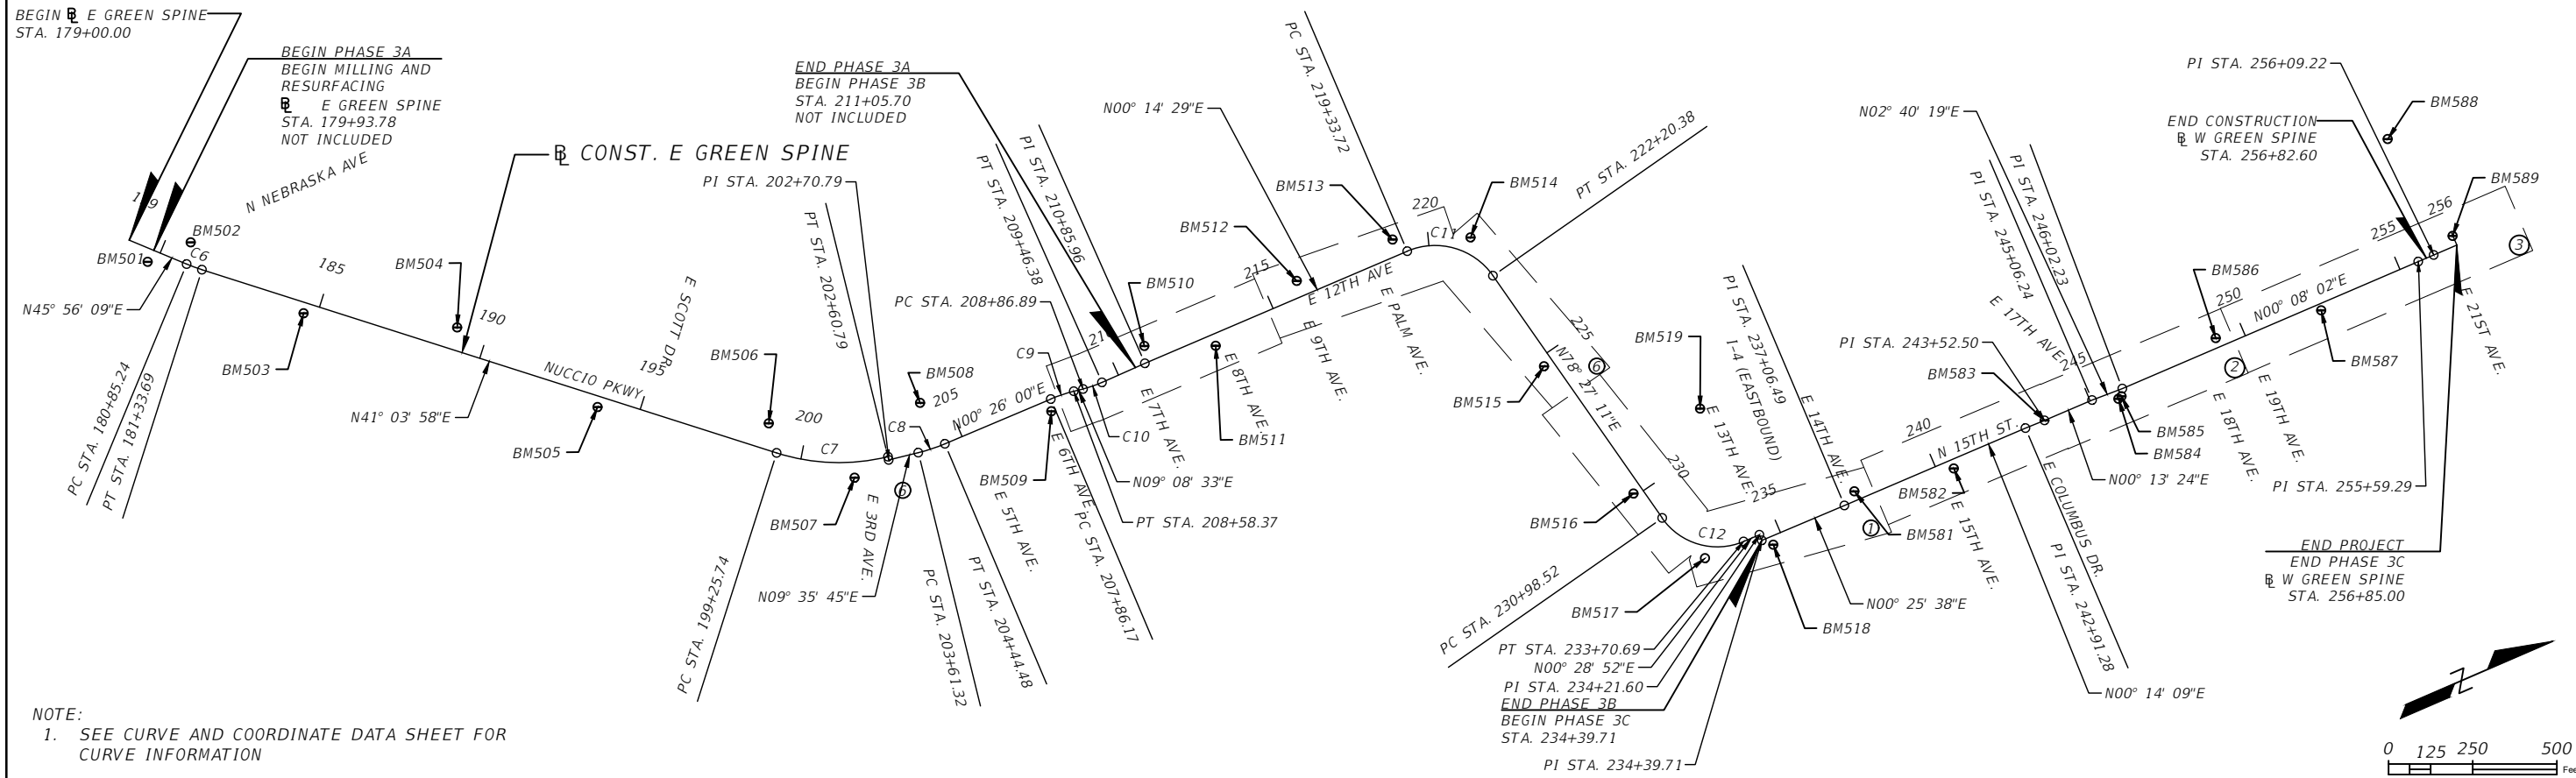 BEGIN ℄ E GREEN SPINE
STA. 179+00.00
BEGIN PHASE 3A
BEGIN MILLING AND
RESURFACING
℄ E GREEN SPINE
STA. 179+93.78
NOT INCLUDED
N NEBRASKA AVE
BM501
BM502
C6
N45° 56' 09"E
PC STA. 180+85.24
PT STA. 181+33.69
185
BM503
BM504
℄ CONST. E GREEN SPINE
190
N41° 03' 58"E
NUCCIO PKWY
195
E SCOTT DR.
BM505
BM506
200
PI STA. 202+70.79
PT STA. 202+60.79
C7
BM507
PC STA. 199+25.74
E 3RD AVE.
6
N09° 35' 45"E
C8
BM508
205
N00° 26' 00"E
PC STA. 203+61.32
PT STA. 204+44.48
E 5TH AVE.
BM509
E 6TH AVE.
PC STA. 207+86.17
C9
PC STA. 208+86.89
PT STA. 209+46.38
PI STA. 210+85.96
END PHASE 3A
BEGIN PHASE 3B
STA. 211+05.70
NOT INCLUDED
BM510
C10
N09° 08' 33"E
PT STA. 208+58.37
E 7TH AVE.
BM511
E 8TH AVE.
215
N00° 14' 29"E
BM512
BM513
E 12TH AVE
E 9TH AVE.
E PALM AVE.
PC STA. 219+33.72
220
C11
BM514
PT STA. 222+20.38
225
N78° 27' 11"E
6
BM515
BM516
230
PC STA. 230+98.52
C12
BM517
BM518
BM519
E 13TH AVE.
I-4 (EASTBOUND)
PI STA. 237+06.49
E 14TH AVE.
235
PT STA. 233+70.69
N00° 28' 52"E
PI STA. 234+21.60
END PHASE 3B
BEGIN PHASE 3C
STA. 234+39.71
PI STA. 234+39.71
N00° 25' 38"E
1
BM581
BM582
E 15TH AVE.
240
N 15TH ST.
E COLUMBUS DR.
PI STA. 242+91.28
N00° 14' 09"E
PI STA. 243+52.50
BM583
N00° 13' 24"E
E 17TH AVE.
245
PI STA. 245+06.24
PI STA. 246+02.23
N02° 40' 19"E
BM584
BM585
BM586
E 18TH AVE.
E 19TH AVE.
2
250
N00° 08' 02"E
BM587
255
256
PI STA. 255+59.29
PI STA. 256+09.22
END CONSTRUCTION
℄ W GREEN SPINE
STA. 256+82.60
BM588
BM589
3
E 21ST AVE.
END PROJECT
END PHASE 3C
℄ W GREEN SPINE
STA. 256+85.00
NOTE:
1. SEE CURVE AND COORDINATE DATA SHEET FOR
CURVE INFORMATION
0 125 250 500